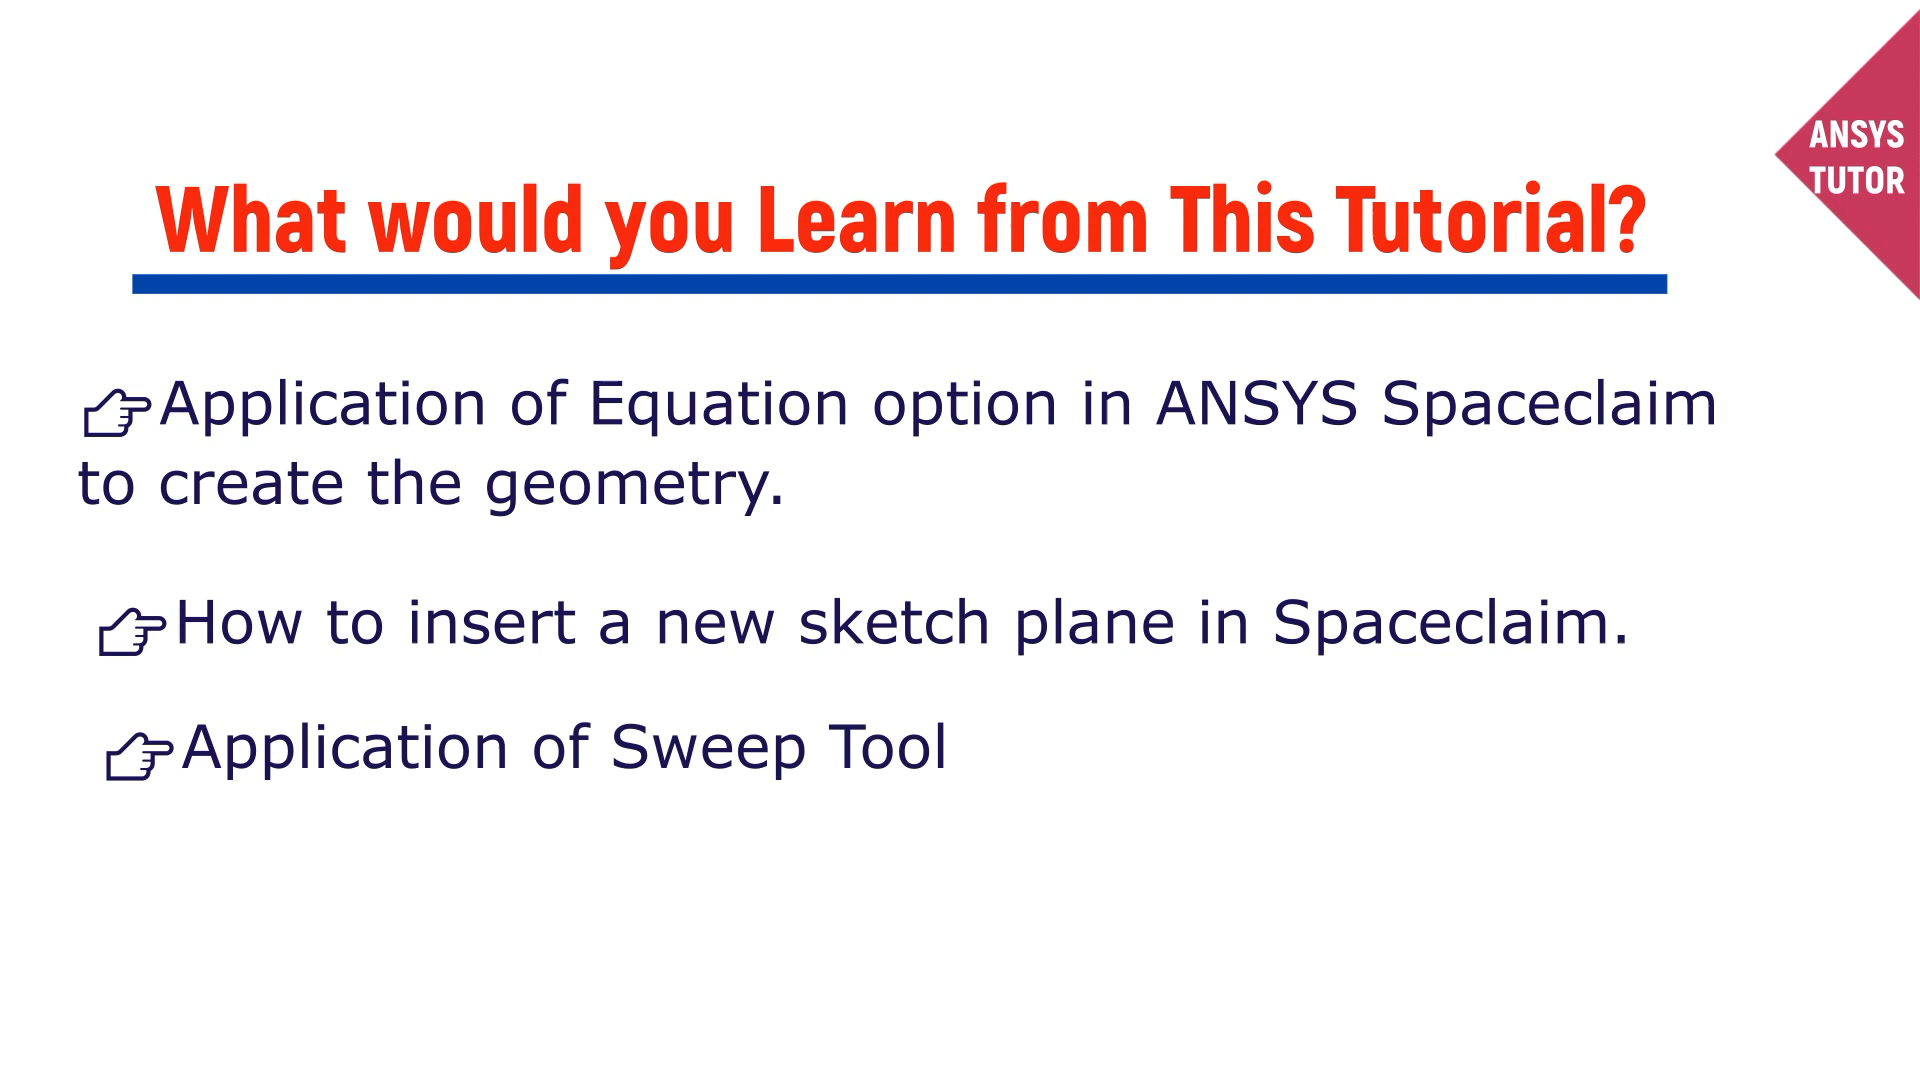 ANSYS
TUTOR
What would you Learn from This Tutorial?
👉Application of Equation option in ANSYS Spaceclaim
to create the geometry.
👉How to insert a new sketch plane in Spaceclaim.
👉Application of Sweep Tool